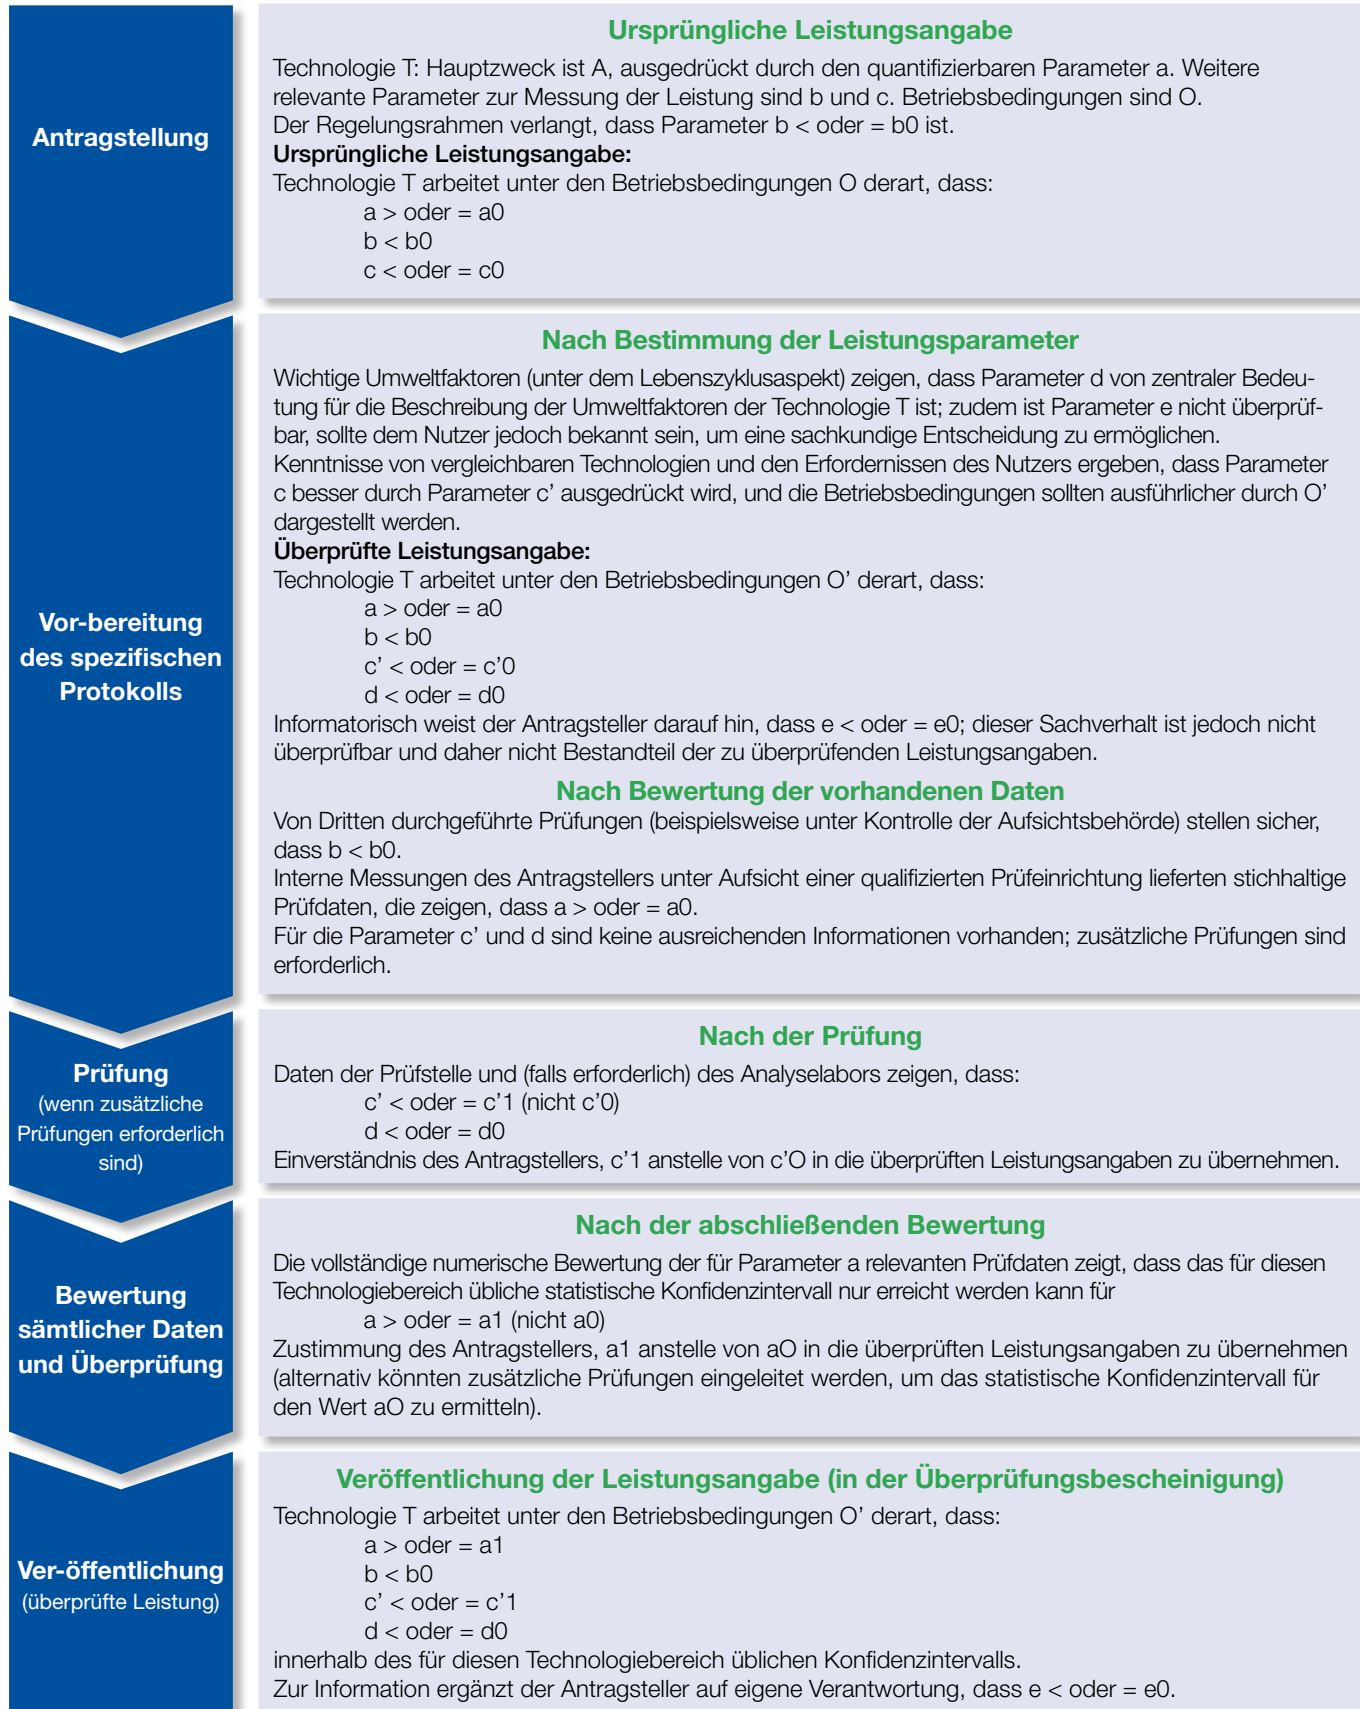 Antragstellung
Ursprüngliche Leistungsangabe
Technologie T: Hauptzweck ist A, ausgedrückt durch den quantifizierbaren Parameter a. Weitere
relevante Parameter zur Messung der Leistung sind b und c. Betriebsbedingungen sind O.
Der Regelungsrahmen verlangt, dass Parameter b < oder = b0 ist.
Ursprüngliche Leistungsangabe:
Technologie T arbeitet unter den Betriebsbedingungen O derart, dass:
a > oder = a0
b < b0
c < oder = c0
Vor-bereitung
des spezifischen
Protokolls
Nach Bestimmung der Leistungsparameter
Wichtige Umweltfaktoren (unter dem Lebenszyklusaspekt) zeigen, dass Parameter d von zentraler Bedeu-
tung für die Beschreibung der Umweltfaktoren der Technologie T ist; zudem ist Parameter e nicht überprüf-
bar, sollte dem Nutzer jedoch bekannt sein, um eine sachkundige Entscheidung zu ermöglichen.
Kenntnisse von vergleichbaren Technologien und den Erfordernissen des Nutzers ergeben, dass Parameter
c besser durch Parameter c’ ausgedrückt wird, und die Betriebsbedingungen sollten ausführlicher durch O’
dargestellt werden.
Überprüfte Leistungsangabe:
Technologie T arbeitet unter den Betriebsbedingungen O’ derart, dass:
a > oder = a0
b < b0
c’ < oder = c’0
d < oder = d0
Informatorisch weist der Antragsteller darauf hin, dass e < oder = e0; dieser Sachverhalt ist jedoch nicht
überprüfbar und daher nicht Bestandteil der zu überprüfenden Leistungsangaben.
Nach Bewertung der vorhandenen Daten
Von Dritten durchgeführte Prüfungen (beispielsweise unter Kontrolle der Aufsichtsbehörde) stellen sicher,
dass b < b0.
Interne Messungen des Antragstellers unter Aufsicht einer qualifizierten Prüfeinrichtung lieferten stichhaltige
Prüfdaten, die zeigen, dass a > oder = a0.
Für die Parameter c’ und d sind keine ausreichenden Informationen vorhanden; zusätzliche Prüfungen sind
erforderlich.
Prüfung
(wenn zusätzliche
Prüfungen erforderlich
sind)
Nach der Prüfung
Daten der Prüfstelle und (falls erforderlich) des Analyselabors zeigen, dass:
c’ < oder = c’1 (nicht c’0)
d < oder = d0
Einverständnis des Antragstellers, c’1 anstelle von c’O in die überprüften Leistungsangaben zu übernehmen.
Bewertung
sämtlicher Daten
und Überprüfung
Nach der abschließenden Bewertung
Die vollständige numerische Bewertung der für Parameter a relevanten Prüfdaten zeigt, dass das für diesen
Technologiebereich übliche statistische Konfidenzintervall nur erreicht werden kann für
a > oder = a1 (nicht a0)
Zustimmung des Antragstellers, a1 anstelle von aO in die überprüften Leistungsangaben zu übernehmen
(alternativ könnten zusätzliche Prüfungen eingeleitet werden, um das statistische Konfidenzintervall für
den Wert aO zu ermitteln).
Ver-öffentlichung
(überprüfte Leistung)
Veröffentlichung der Leistungsangabe (in der Überprüfungsbescheinigung)
Technologie T arbeitet unter den Betriebsbedingungen O’ derart, dass:
a > oder = a1
b < b0
c’ < oder = c’1
d < oder = d0
innerhalb des für diesen Technologiebereich üblichen Konfidenzintervalls.
Zur Information ergänzt der Antragsteller auf eigene Verantwortung, dass e < oder = e0.